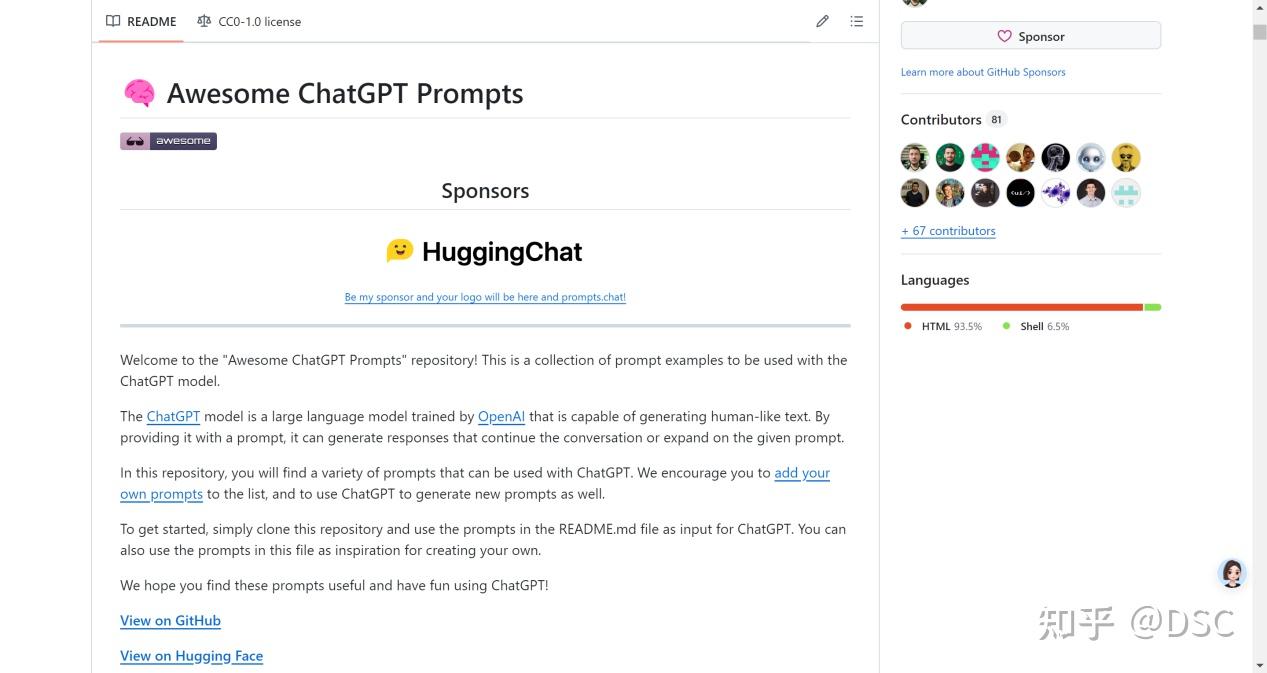 README
CC0-1.0 license
Awesome ChatGPT Prompts
awesome
Sponsors
HuggingChat
Be my sponsor and your logo will be here and prompts.chat!
Welcome to the "Awesome ChatGPT Prompts" repository! This is a collection of prompt examples to be used with the
ChatGPT model.
The ChatGPT model is a large language model trained by OpenAI that is capable of generating human-like text. By
providing it with a prompt, it can generate responses that continue the conversation or expand on the given prompt.
In this repository, you will find a variety of prompts that can be used with ChatGPT. We encourage you to add your
own prompts to the list, and to use ChatGPT to generate new prompts as well.
To get started, simply clone this repository and use the prompts in the README.md file as input for ChatGPT. You can
also use the prompts in this file as inspiration for creating your own.
We hope you find these prompts useful and have fun using ChatGPT!
View on GitHub
View on Hugging Face
Sponsor
Learn more about GitHub Sponsors
Contributors 81
+ 67 contributors
Languages
HTML 93.5% Shell 6.5%
知乎 @DSC